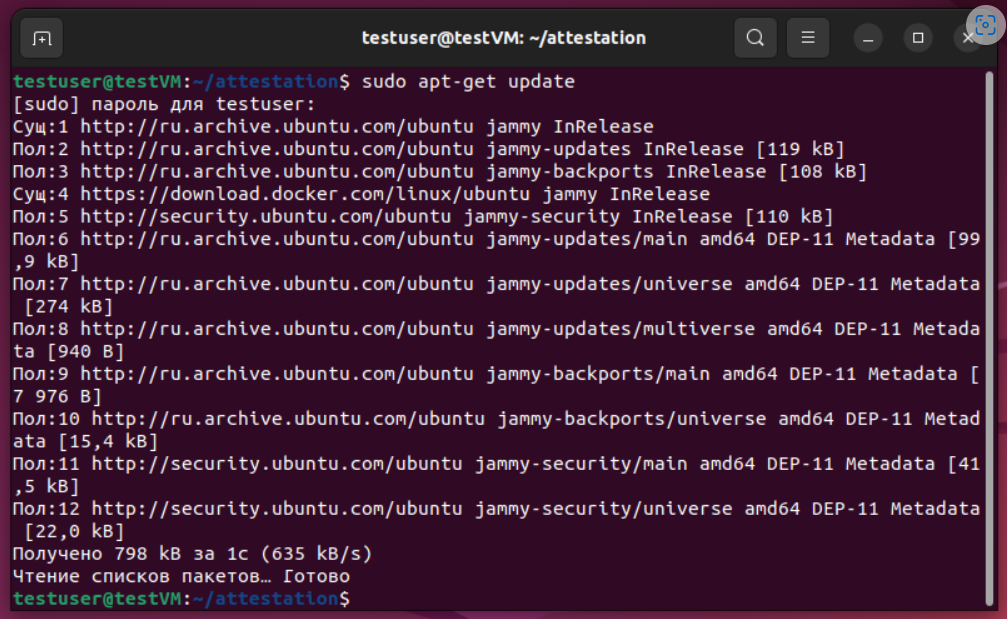 testuser@testVM: ~/attestation
testuser@testVM:~/attestation$ sudo apt-get update
[sudo] пароль для testuser:
Сущ:1 http://ru.archive.ubuntu.com/ubuntu jammy InRelease
Пол:2 http://ru.archive.ubuntu.com/ubuntu jammy-updates InRelease [119 kB]
Пол:3 http://ru.archive.ubuntu.com/ubuntu jammy-backports InRelease [108 kB]
Сущ:4 https://download.docker.com/linux/ubuntu jammy InRelease
Пол:5 http://security.ubuntu.com/ubuntu jammy-security InRelease [110 kB]
Пол:6 http://ru.archive.ubuntu.com/ubuntu jammy-updates/main amd64 DEP-11 Metadata [99
,9 kB]
Пол:7 http://ru.archive.ubuntu.com/ubuntu jammy-updates/universe amd64 DEP-11 Metadata
 [274 kB]
Пол:8 http://ru.archive.ubuntu.com/ubuntu jammy-updates/multiverse amd64 DEP-11 Metada
ta [940 B]
Пол:9 http://ru.archive.ubuntu.com/ubuntu jammy-backports/main amd64 DEP-11 Metadata [
7 976 B]
Пол:10 http://ru.archive.ubuntu.com/ubuntu jammy-backports/universe amd64 DEP-11 Metad
ata [15,4 kB]
Пол:11 http://security.ubuntu.com/ubuntu jammy-security/main amd64 DEP-11 Metadata [41
,5 kB]
Пол:12 http://security.ubuntu.com/ubuntu jammy-security/universe amd64 DEP-11 Metadata
 [22,0 kB]
Получено 798 kB за 1с (635 kB/s)
Чтение списков пакетов… Готово
testuser@testVM:~/attestation$